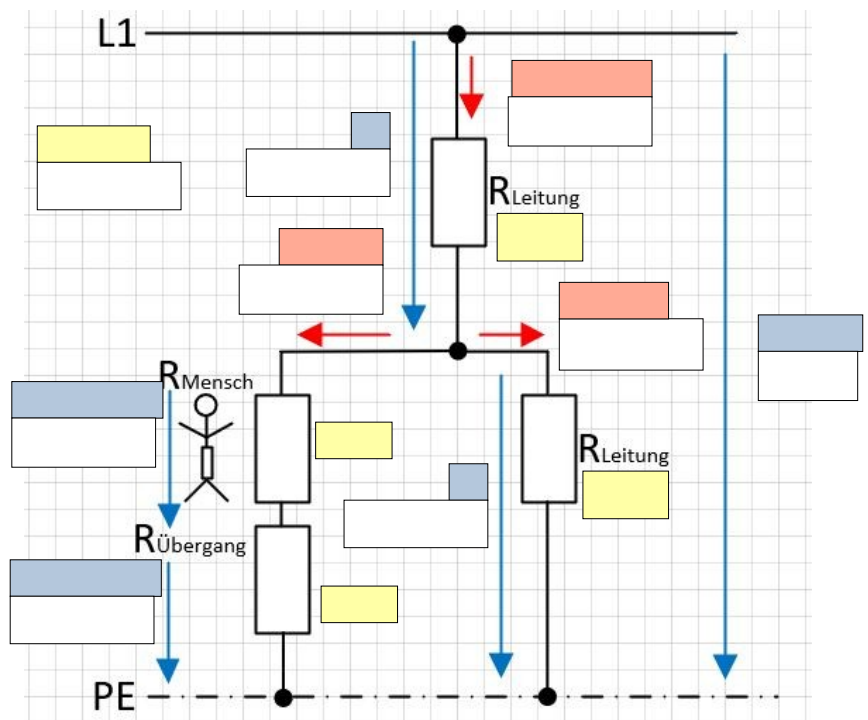 L1
RLeitung
RMensch
RLeitung
RÜbergang
PE